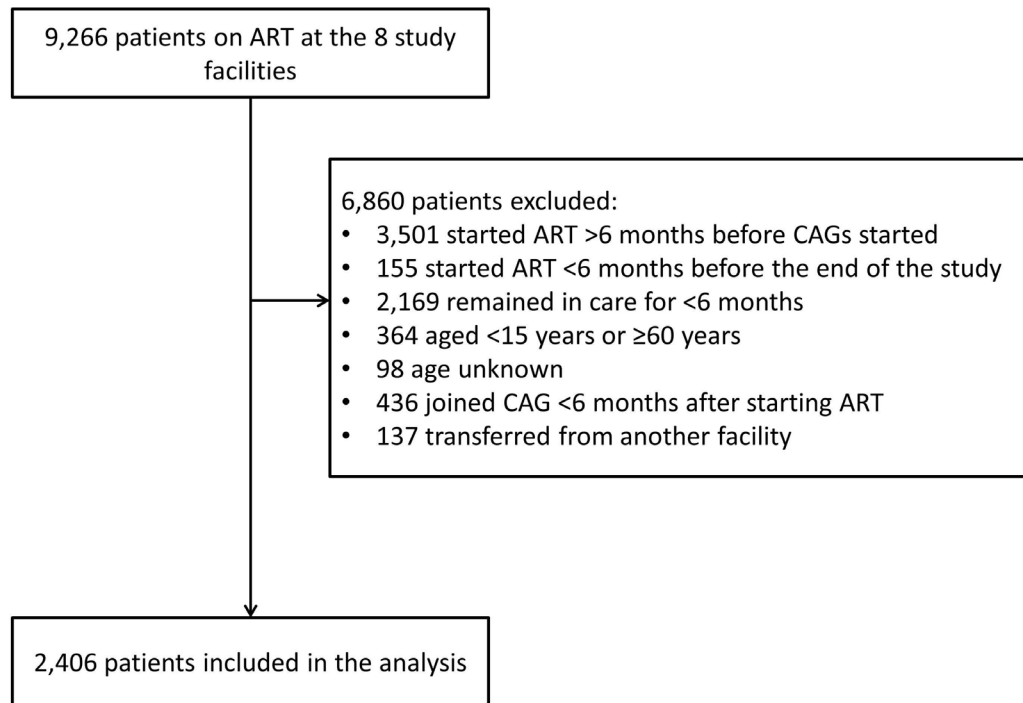 9,266 patients on ART at the 8 study
facilities
6,860 patients excluded:
• 3,501 started ART >6 months before CAGs started
• 155 started ART <6 months before the end of the study
• 2,169 remained in care for <6 months
• 364 aged <15 years or ≥60 years
• 98 age unknown
• 436 joined CAG <6 months after starting ART
• 137 transferred from another facility
2,406 patients included in the analysis